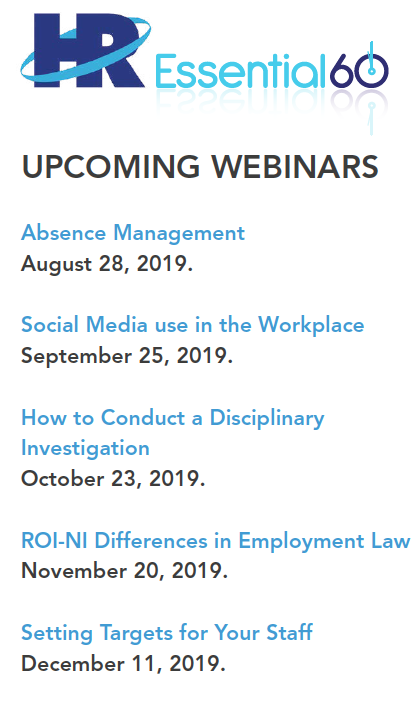 HR Essential60
UPCOMING WEBINARS
Absence Management
August 28, 2019.
Social Media use in the Workplace
September 25, 2019.
How to Conduct a Disciplinary
Investigation
October 23, 2019.
ROI-NI Differences in Employment Law
November 20, 2019.
Setting Targets for Your Staff
December 11, 2019.